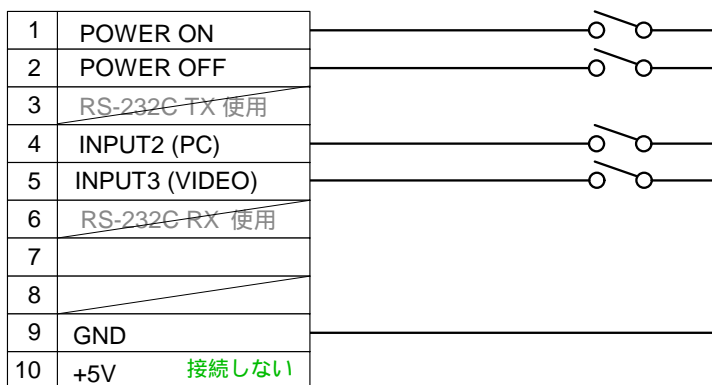 1 POWER ON
2 POWER OFF
3 RS-232C TX 使用
4 INPUT2 (PC)
5 INPUT3 (VIDEO)
6 RS-232C RX 使用
7
8
9 GND
10 +5V 接続しない